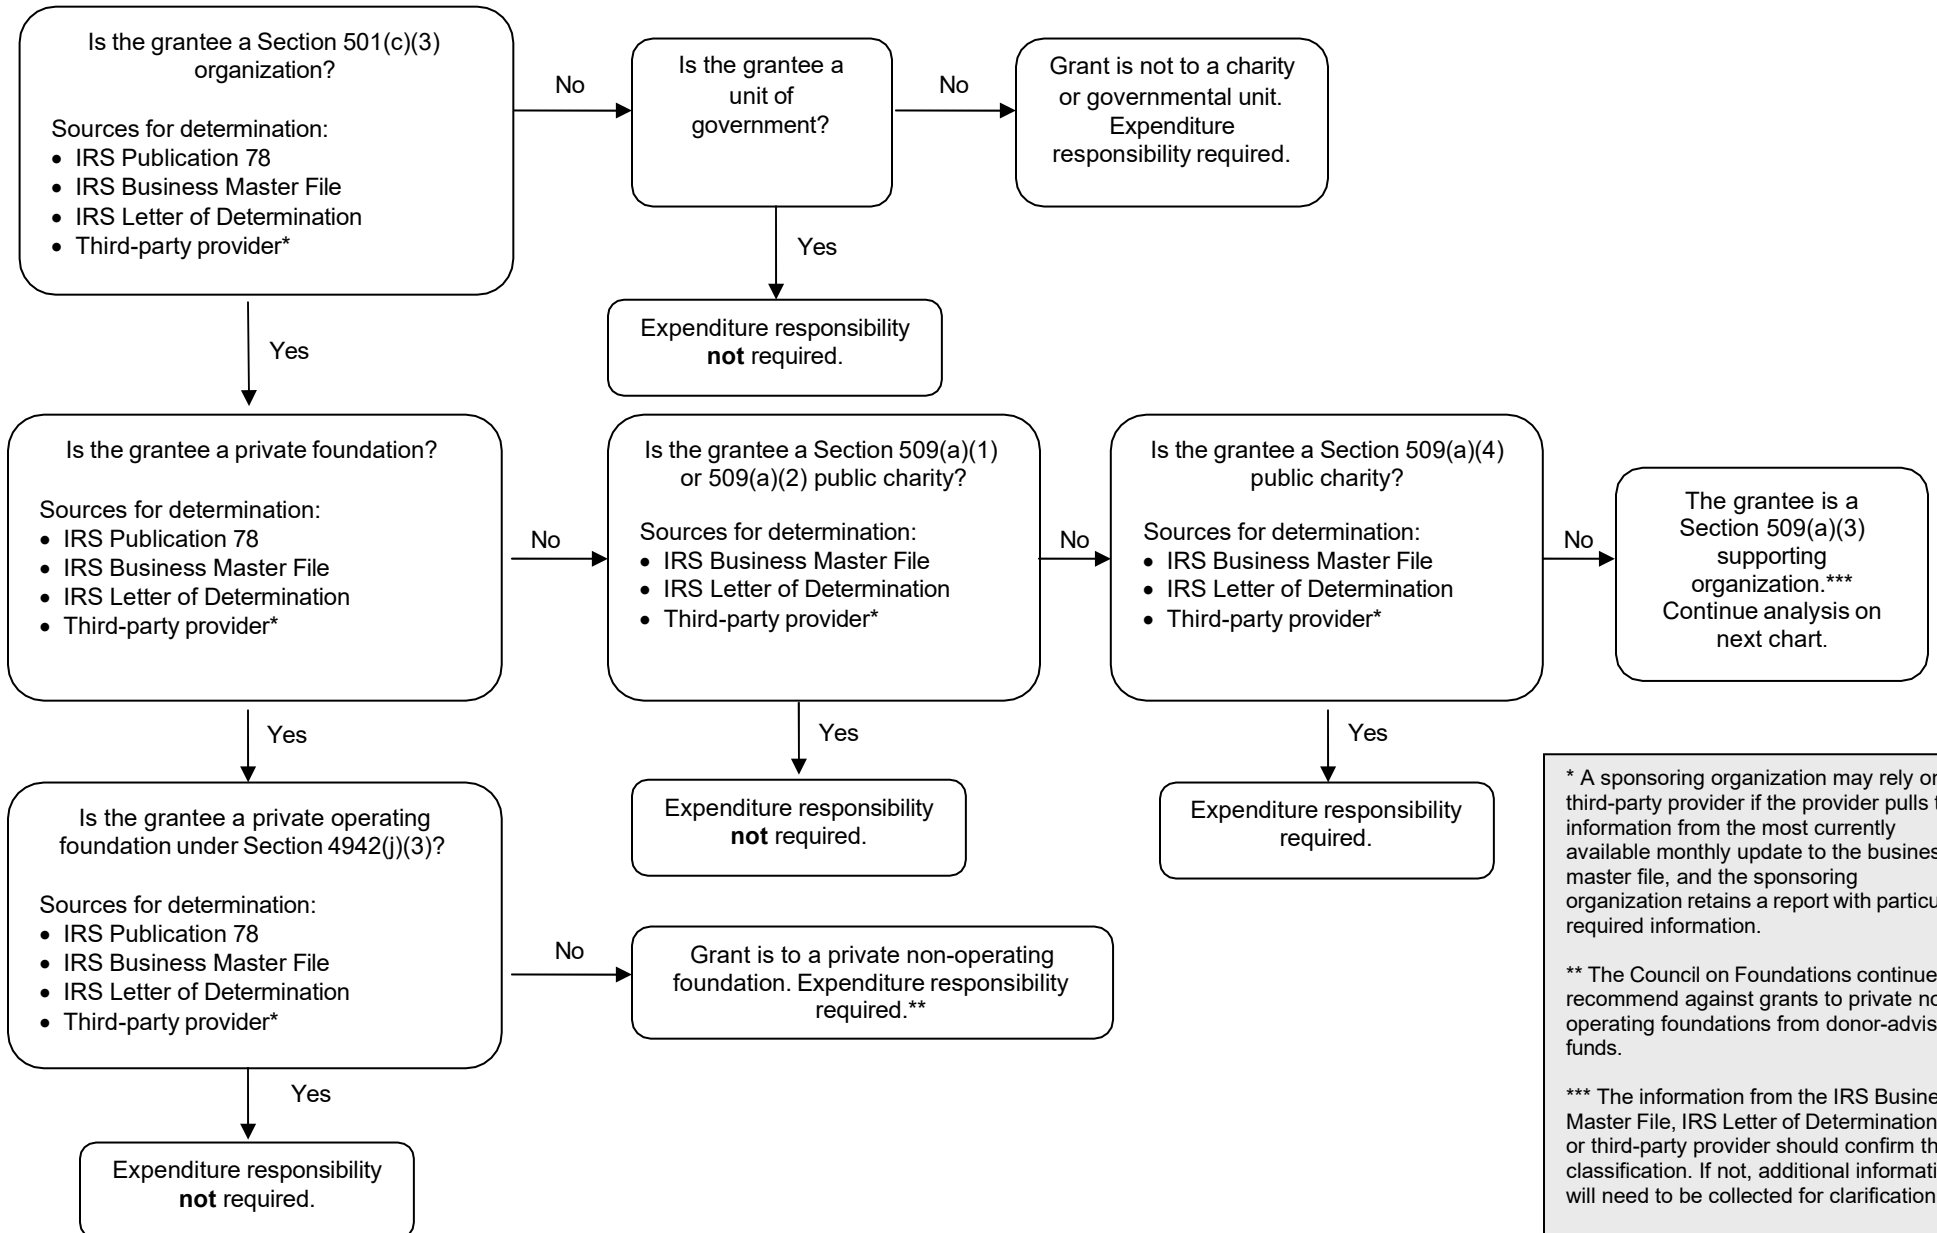 Is the grantee a Section 501(c)(3)
organization?
Sources for determination:
• IRS Publication 78
• IRS Business Master File
• IRS Letter of Determination
• Third-party provider*
No
Is the grantee a
unit of
government?
No
Grant is not to a charity
or governmental unit.
Expenditure
responsibility required.
Yes
Expenditure responsibility
not required.
Yes
Is the grantee a private foundation?
Sources for determination:
• IRS Publication 78
• IRS Business Master File
• IRS Letter of Determination
• Third-party provider*
No
Is the grantee a Section 509(a)(1)
or 509(a)(2) public charity?
Sources for determination:
• IRS Business Master File
• IRS Letter of Determination
• Third-party provider*
No
Is the grantee a Section 509(a)(4)
public charity?
Sources for determination:
• IRS Business Master File
• IRS Letter of Determination
• Third-party provider*
No
The grantee is a
Section 509(a)(3)
supporting
organization.***
Continue analysis on
next chart.
Yes
Yes
Expenditure responsibility
not required.
Yes
Expenditure responsibility
required.
Is the grantee a private operating
foundation under Section 4942(j)(3)?
Sources for determination:
• IRS Publication 78
• IRS Business Master File
• IRS Letter of Determination
• Third-party provider*
No
Grant is to a private non-operating
foundation. Expenditure responsibility
required.**
Yes
Expenditure responsibility
not required.
* A sponsoring organization may rely
third-party provider if the provider pulls
information from the most currently
available monthly update to the
master file, and the sponsoring
organization retains a report with
required information.
** The Council on Foundations
recommend against grants to private
operating foundations from
funds.
*** The information from the IRS
Master File, IRS Letter of Determination
or third-party provider should confirm
classification. If not, additional
will need to be collected for clarification